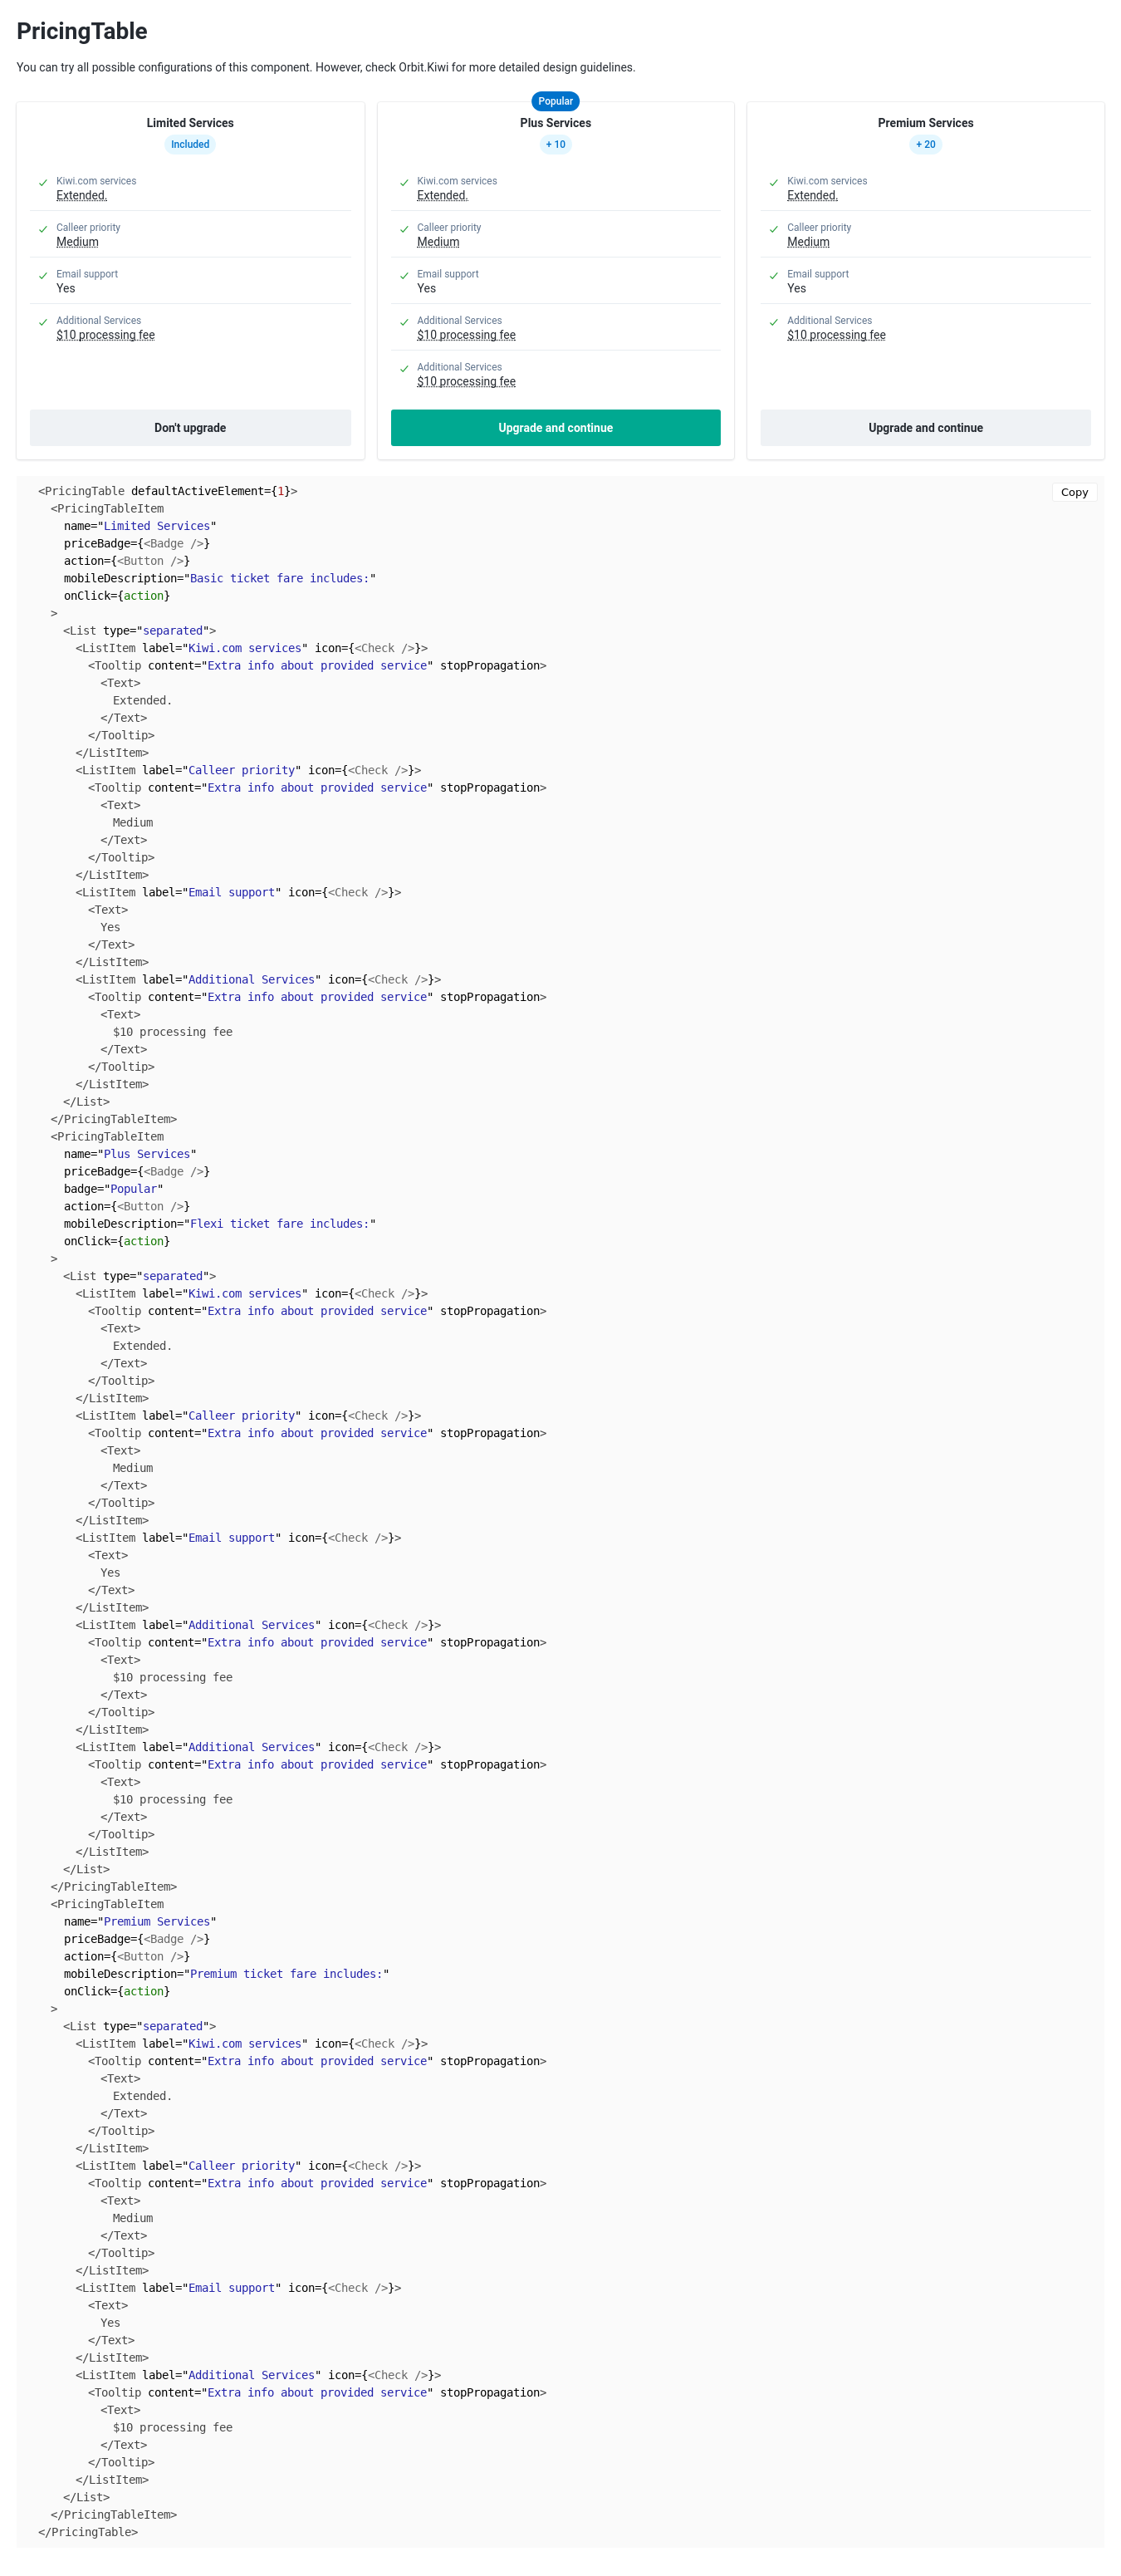 PricingTable
You can try all possible configurations of this component. However, check Orbit.Kiwi for more detailed design guidelines.
Limited Services
Included
Kiwi.com services
Extended.
Calleer priority
Medium
Email support
Yes
Additional Services
$10 processing fee
Don't upgrade
Popular
Plus Services
+ 10
Kiwi.com services
Extended.
Calleer priority
Medium
Email support
Yes
Additional Services
$10 processing fee
Additional Services
$10 processing fee
Upgrade and continue
Premium Services
+ 20
Kiwi.com services
Extended.
Calleer priority
Medium
Email support
Yes
Additional Services
$10 processing fee
Upgrade and continue
Copy
<PricingTable defaultActiveElement={1}>
<PricingTableItem
name="Limited Services"
priceBadge={<Badge />}
action={<Button />}
mobileDescription="Basic ticket fare includes:"
onClick={action}
>
<List type="separated">
<ListItem label="Kiwi.com services" icon={<Check />}>
<Tooltip content="Extra info about provided service" stopPropagation>
<Text>
Extended.
</Text>
</Tooltip>
</ListItem>
<ListItem label="Calleer priority" icon={<Check />}>
<Tooltip content="Extra info about provided service" stopPropagation>
<Text>
Medium
</Text>
</Tooltip>
</ListItem>
<ListItem label="Email support" icon={<Check />}>
<Text>
Yes
</Text>
</ListItem>
<ListItem label="Additional Services" icon={<Check />}>
<Tooltip content="Extra info about provided service" stopPropagation>
<Text>
$10 processing fee
</Text>
</Tooltip>
</ListItem>
</List>
</PricingTableItem>
<PricingTableItem
name="Plus Services"
priceBadge={<Badge />}
badge="Popular"
action={<Button />}
mobileDescription="Flexi ticket fare includes:"
onClick={action}
>
<List type="separated">
<ListItem label="Kiwi.com services" icon={<Check />}>
<Tooltip content="Extra info about provided service" stopPropagation>
<Text>
Extended.
</Text>
</Tooltip>
</ListItem>
<ListItem label="Calleer priority" icon={<Check />}>
<Tooltip content="Extra info about provided service" stopPropagation>
<Text>
Medium
</Text>
</Tooltip>
</ListItem>
<ListItem label="Email support" icon={<Check />}>
<Text>
Yes
</Text>
</ListItem>
<ListItem label="Additional Services" icon={<Check />}>
<Tooltip content="Extra info about provided service" stopPropagation>
<Text>
$10 processing fee
</Text>
</Tooltip>
</ListItem>
<ListItem label="Additional Services" icon={<Check />}>
<Tooltip content="Extra info about provided service" stopPropagation>
<Text>
$10 processing fee
</Text>
</Tooltip>
</ListItem>
</List>
</PricingTableItem>
<PricingTableItem
name="Premium Services"
priceBadge={<Badge />}
action={<Button />}
mobileDescription="Premium ticket fare includes:"
onClick={action}
>
<List type="separated">
<ListItem label="Kiwi.com services" icon={<Check />}>
<Tooltip content="Extra info about provided service" stopPropagation>
<Text>
Extended.
</Text>
</Tooltip>
</ListItem>
<ListItem label="Calleer priority" icon={<Check />}>
<Tooltip content="Extra info about provided service" stopPropagation>
<Text>
Medium
</Text>
</Tooltip>
</ListItem>
<ListItem label="Email support" icon={<Check />}>
<Text>
Yes
</Text>
</ListItem>
<ListItem label="Additional Services" icon={<Check />}>
<Tooltip content="Extra info about provided service" stopPropagation>
<Text>
$10 processing fee
</Text>
</Tooltip>
</ListItem>
</List>
</PricingTableItem>
</PricingTable>